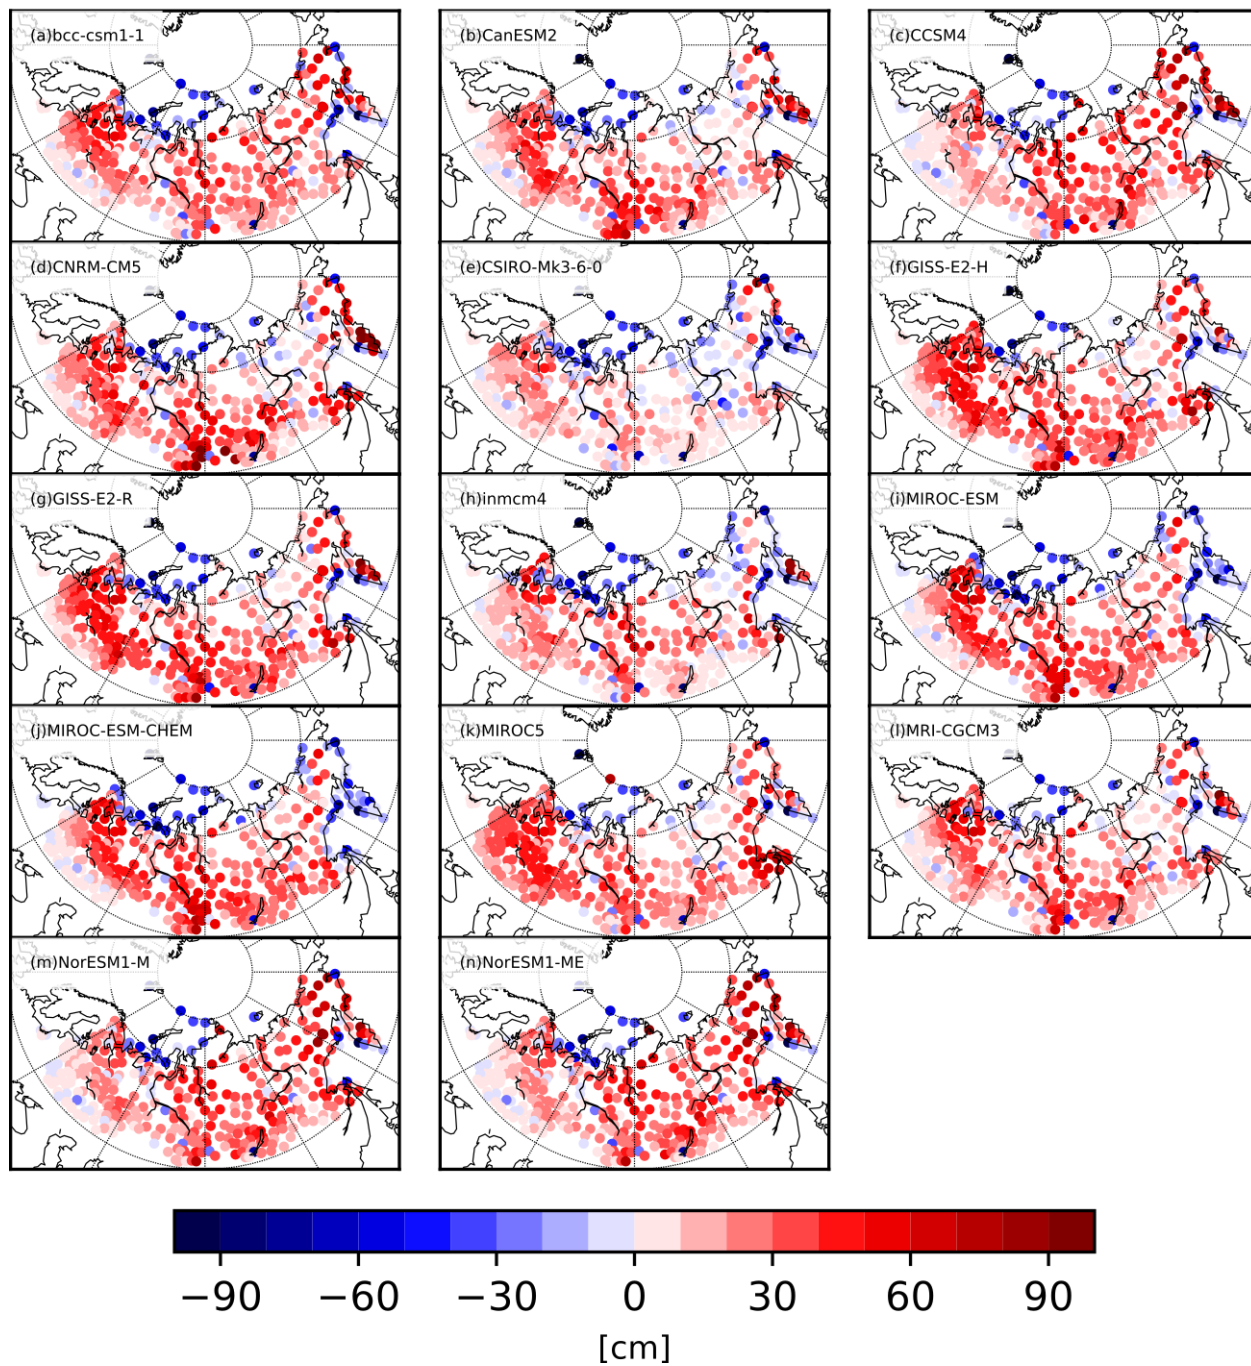 (a)bcc-csm1-1
(b)CanESM2
(c)CCSM4
(d)CNRM-CM5
(e)CSIRO-Mk3-6-0
(f)GISS-E2-H
(g)GISS-E2-R
(h)inmcm4
(i)MIROC-ESM
(j)MIROC-ESM-CHEM
(k)MIROC5
(l)MRI-CGCM3
(m)NorESM1-M
(n)NorESM1-ME
−90 −60 −30 0 30 60 90
[cm]